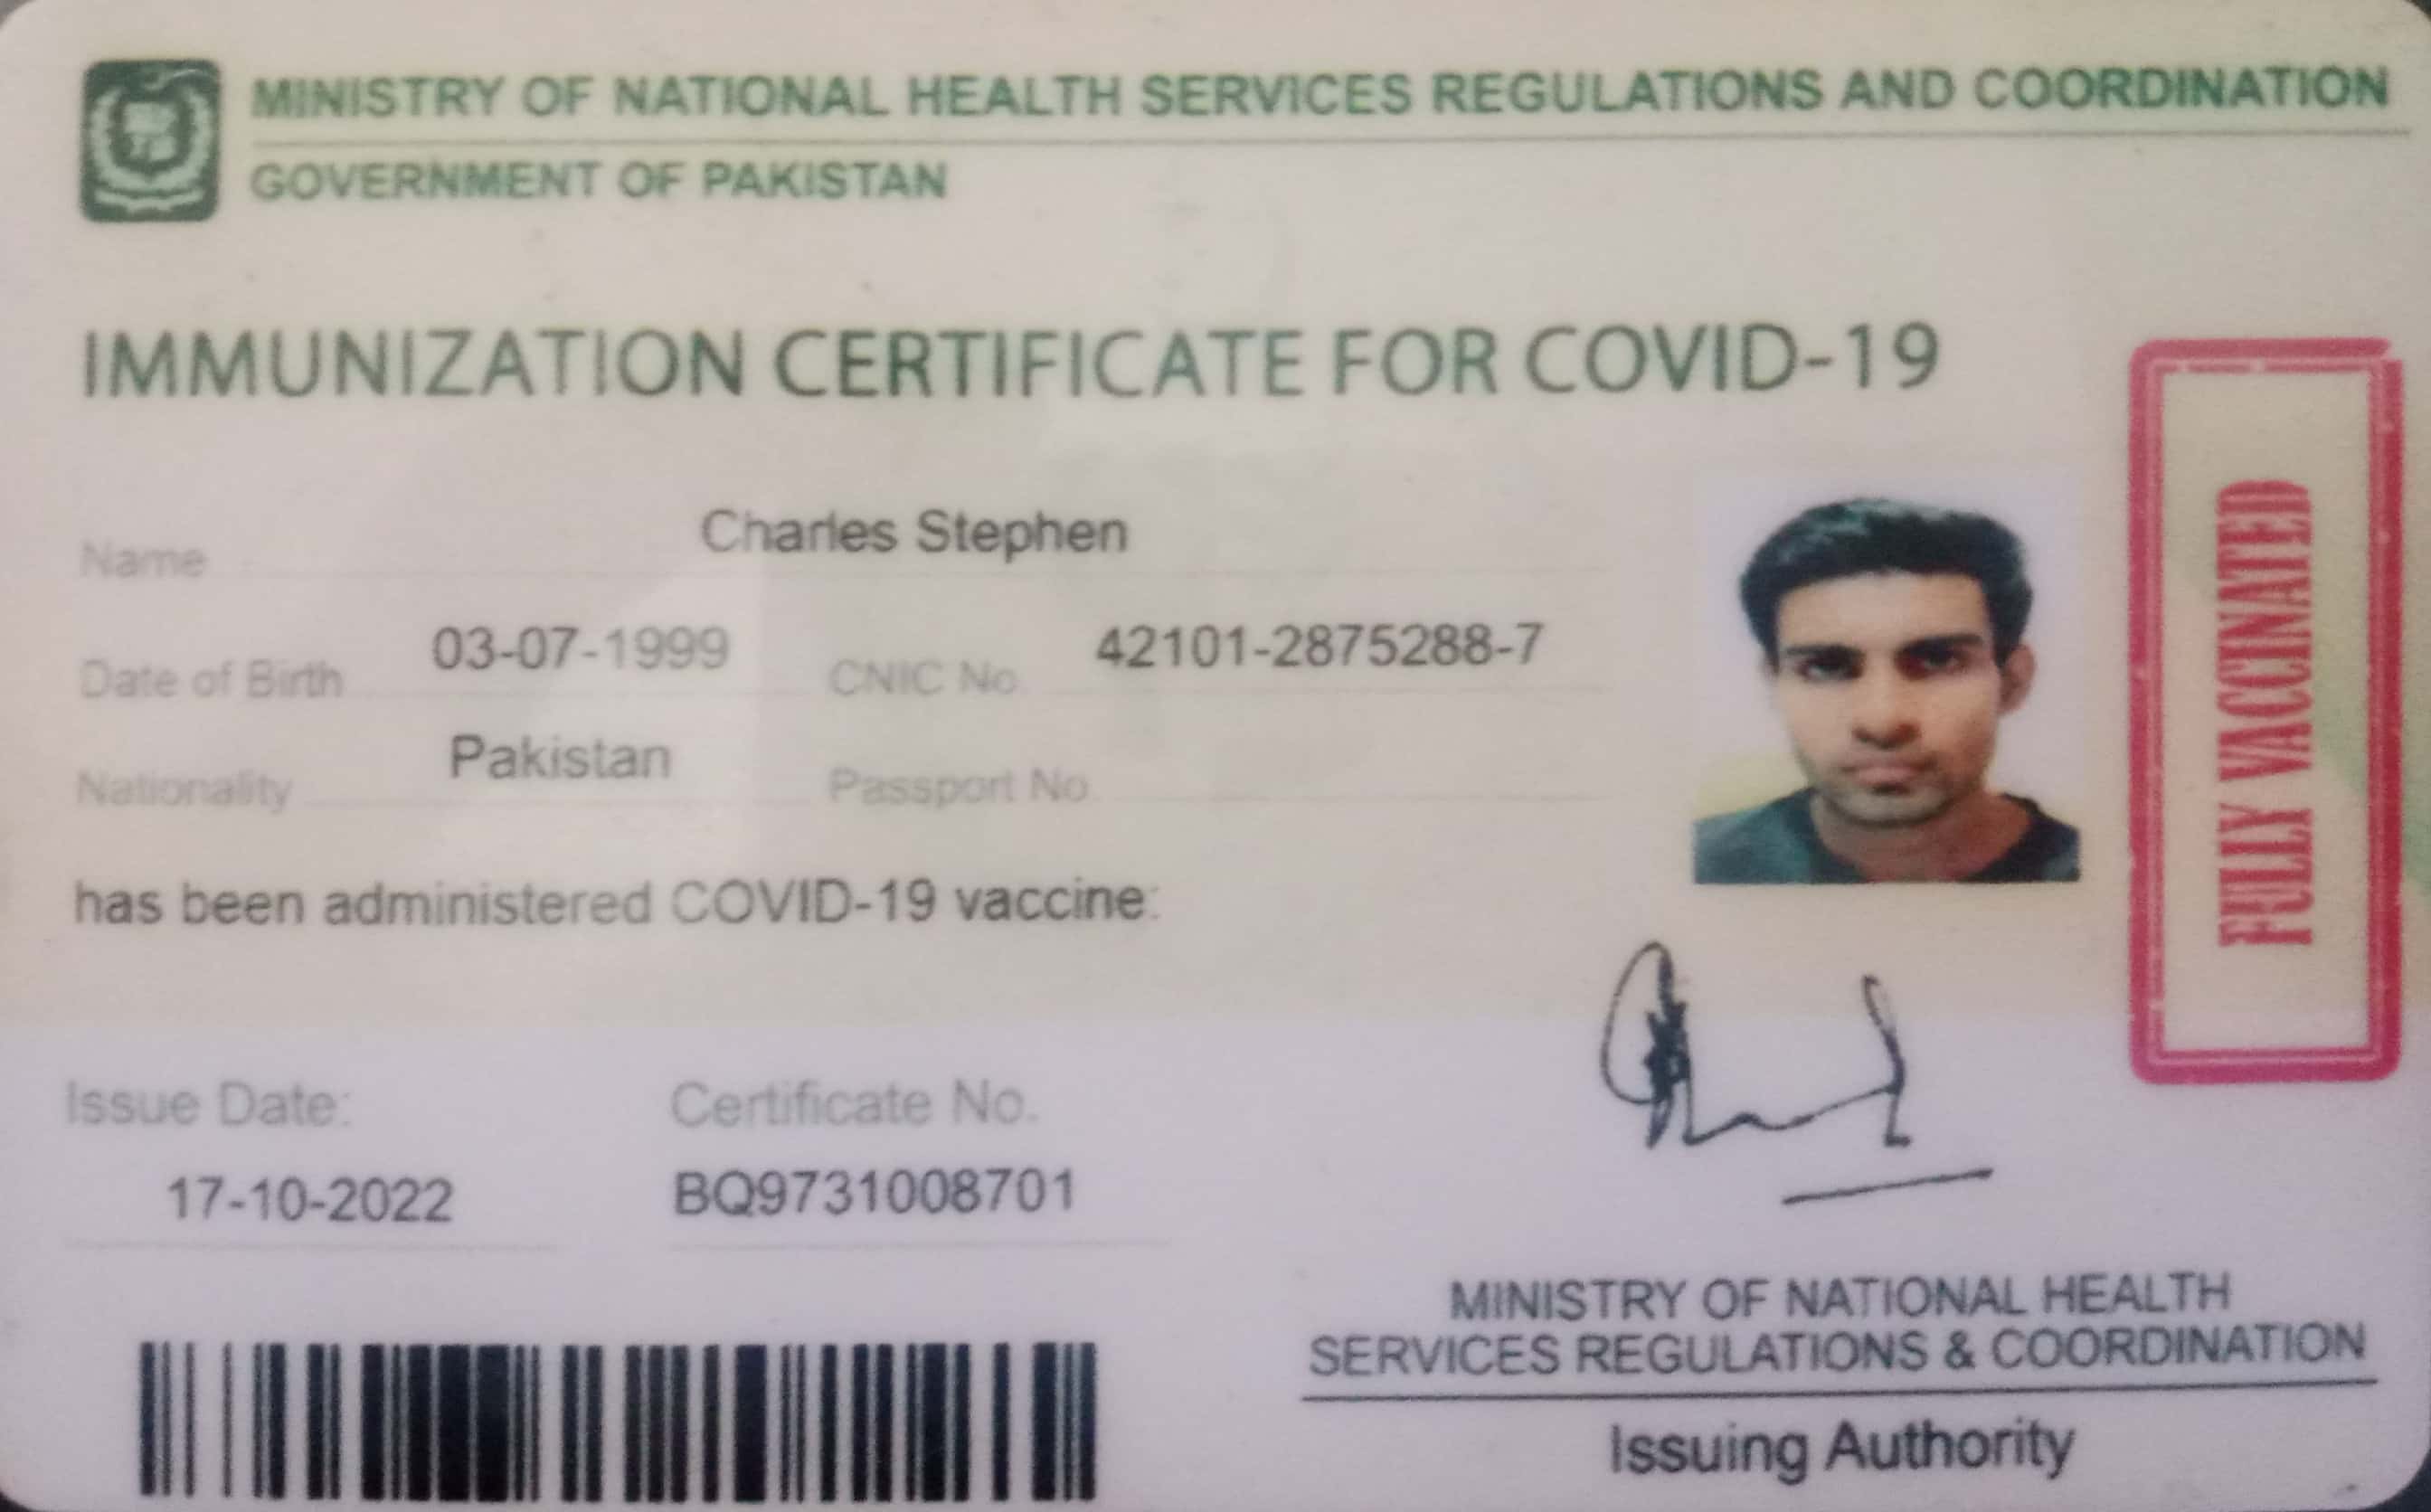 MINISTRY OF NATIONAL HEALTH SERVICES REGULATIONS AND COORDINATION
GOVERNMENT OF PAKISTAN
IMMUNIZATION CERTIFICATE FOR COVID-19
Name Charles Stephen
Date of Birth 03-07-1999 CNIC No. 42101-2875288-7
Nationality Pakistan Passport No.
has been administered COVID-19 vaccine:
FULLY VACCINATED
Issue Date: Certificate No.
17-10-2022 BQ9731008701
MINISTRY OF NATIONAL HEALTH
SERVICES REGULATIONS & COORDINATION
Issuing Authority